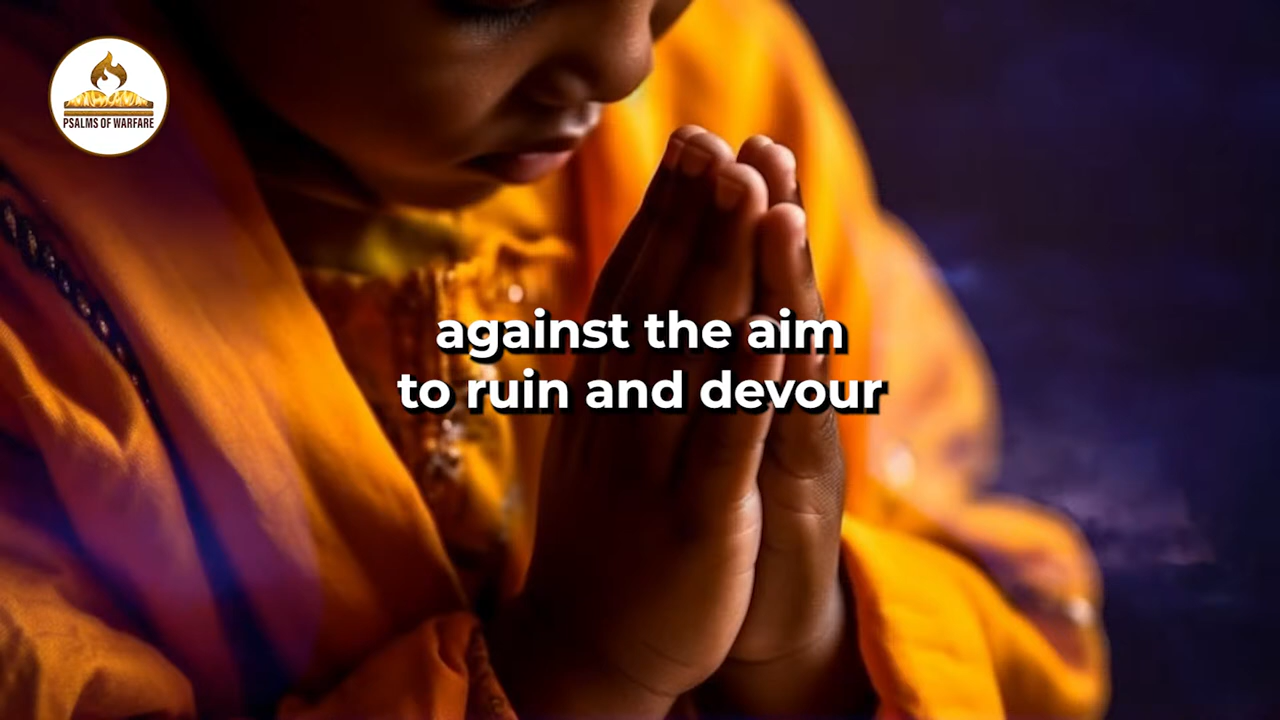 PSALMS OF WARFARE
against the aim
to ruin and devour